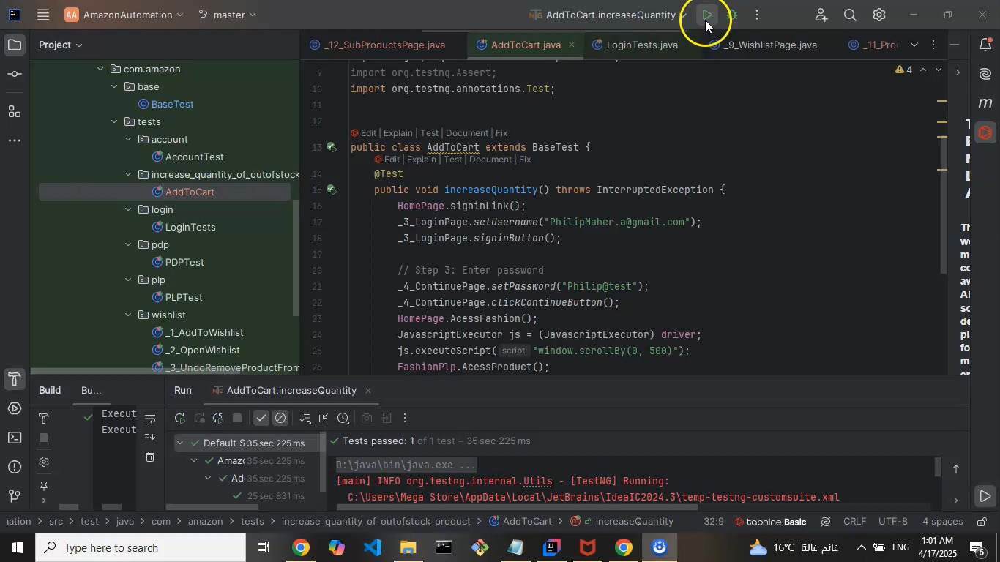 AA AmazonAutomation
master
AddToCart.increaseQuantity
Project
_12_SubProductsPage.java
AddToCart.java
LoginTests.java
_9_WishlistPage.java
_11_Pro
com.amazon
base
BaseTest
tests
account
AccountTest
increase_quantity_of_outofstock
AddToCart
login
LoginTests
pdp
PDPTest
plp
PLPTest
wishlist
_1_AddToWishlist
_2_OpenWishlist
_3_UndoRemoveProductFrom
4
9 import org.testng.Assert;
10 import org.testng.annotations.Test;
11
12
Edit | Explain | Test | Document | Fix
13 public class AddToCart extends BaseTest {
Edit | Explain | Test | Document | Fix
14 @Test
15 public void increaseQuantity() throws InterruptedException {
16 HomePage.signinLink();
17 _3_LoginPage.setUsername("PhilipMaher.a@gmail.com");
18 _3_LoginPage.signinButton();
19
20 // Step 3: Enter password
21 _4_ContinuePage.setPassword("Philip@test");
22 _4_ContinuePage.clickContinueButton();
23 HomePage.AcessFashion();
24 JavascriptExecutor js = (JavascriptExecutor) driver;
25 js.executeScript( script: "window.scrollBy(0, 500)");
26 FashionPlp.AcessProduct();
Build
Bu...
Execut
Execut
Run
AddToCart.increaseQuantity
Default S 35 sec 225 ms
Amazo 35 sec 225 ms
Ad 35 sec 225 ms
25 sec 831 ms
Tests passed: 1 of 1 test – 35 sec 225 ms
D:\java\bin\java.exe ...
[main] INFO org.testng.internal.Utils - [TestNG] Running:
C:\Users\Mega Store\AppData\Local\JetBrains\IdeaIC2024.3\temp-testng-customsuite.xml
nation > src > test > java > com > amazon > tests > increase_quantity_of_outofstock_product > AddToCart > increaseQuantity
32:9
tabnine Basic
CRLF
UTF-8
4 spaces
Type here to search
16°C غائم غالبًا
ENG
1:01 AM
4/17/2025
6